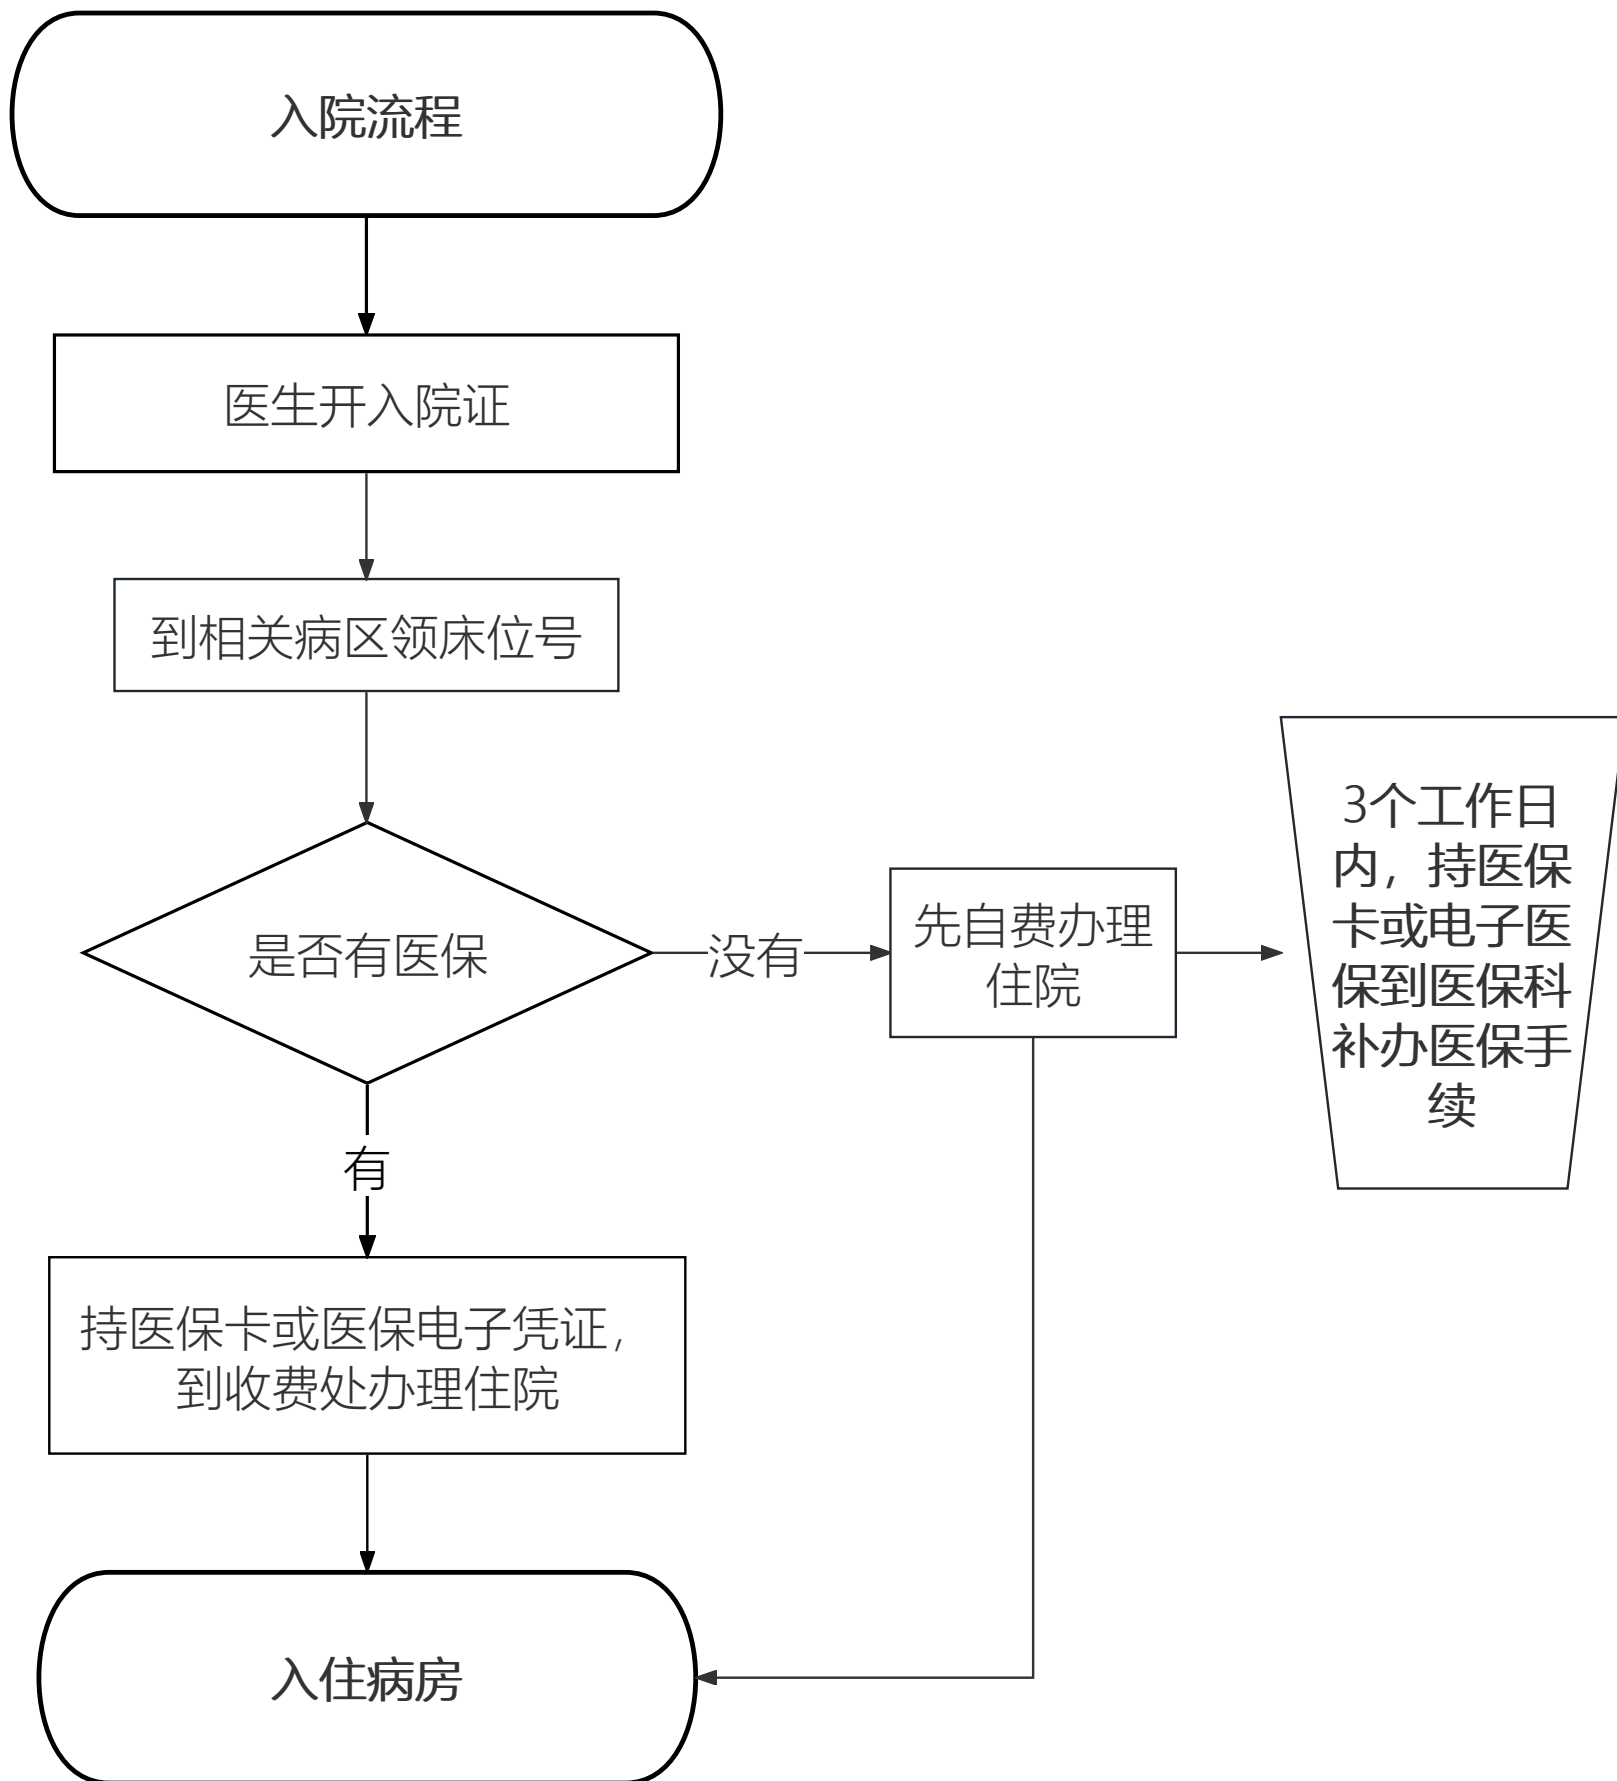 入院流程
医生开入院证
到相关病区领床位号
是否有医保
没有
先自费办理
住院
3个工作日
内，持医保
卡或电子医
保到医保科
补办医保手
续
有
持医保卡或医保电子凭证，
到收费处办理住院
入住病房